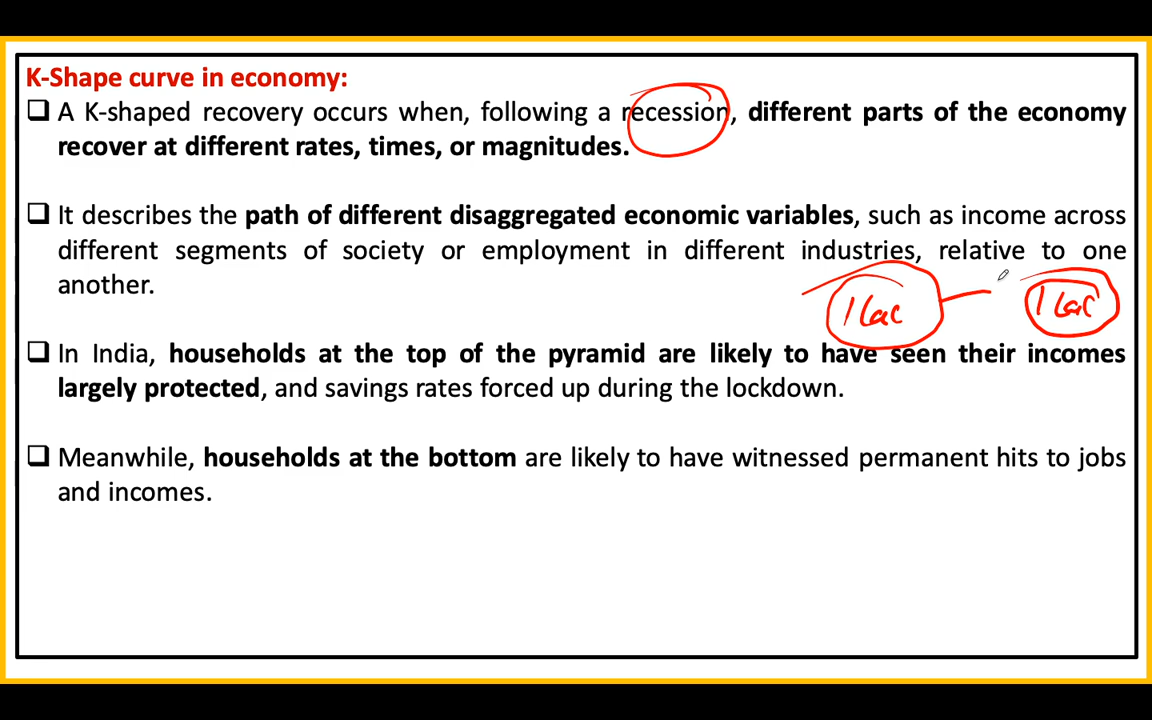 K-Shape curve in economy:
❑ A K-shaped recovery occurs when, following a recession, different parts of the economy
recover at different rates, times, or magnitudes.
❑ It describes the path of different disaggregated economic variables, such as income across
different segments of society or employment in different industries, relative to one
another.
1 Lac 1 Lac
❑ In India, households at the top of the pyramid are likely to have seen their incomes
largely protected, and savings rates forced up during the lockdown.
❑ Meanwhile, households at the bottom are likely to have witnessed permanent hits to jobs
and incomes.